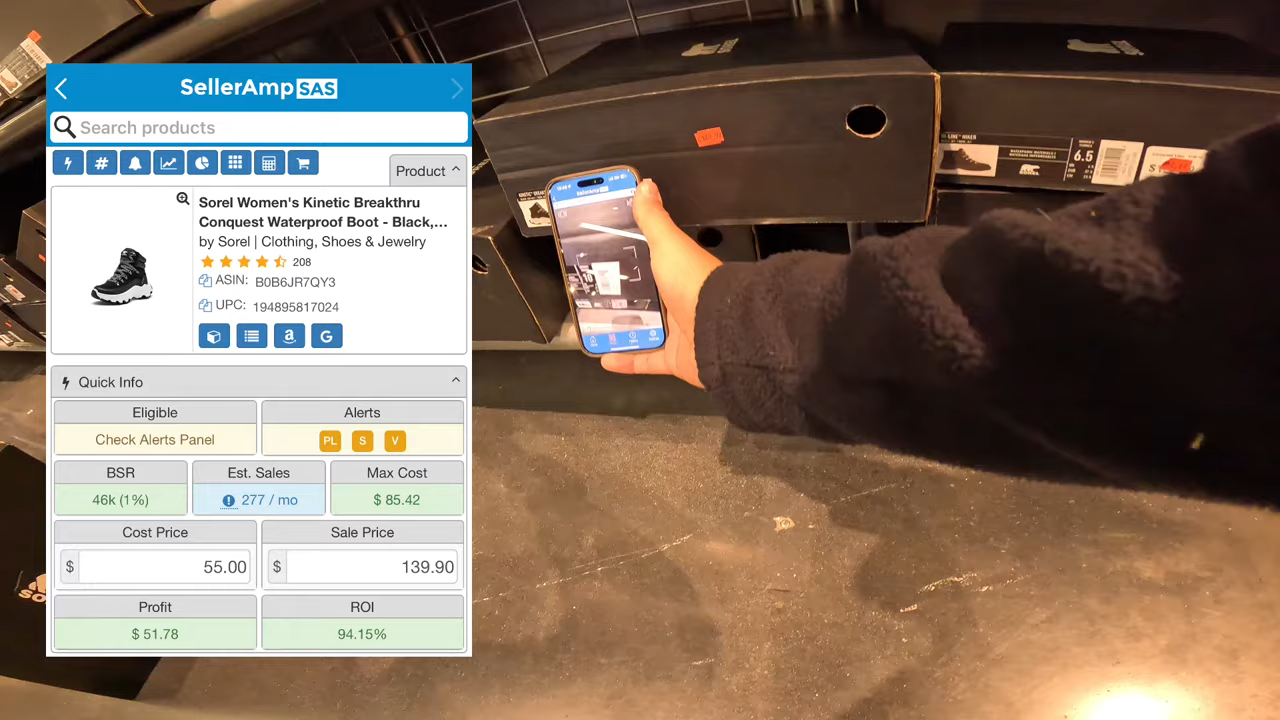 SellerAmp SAS
Search products
Product
Sorel Women's Kinetic Breakthru
Conquest Waterproof Boot - Black,...
by Sorel | Clothing, Shoes & Jewelry
208
ASIN: B0B6JR7QY3
UPC: 194895817024
Quick Info
Eligible
Alerts
Check Alerts Panel
PL S V
BSR
Est. Sales
Max Cost
46k (1%)
277 / mo
$ 85.42
Cost Price
Sale Price
$ 55.00
$ 139.90
Profit
ROI
$ 51.78
94.15%
6.5
SOREL